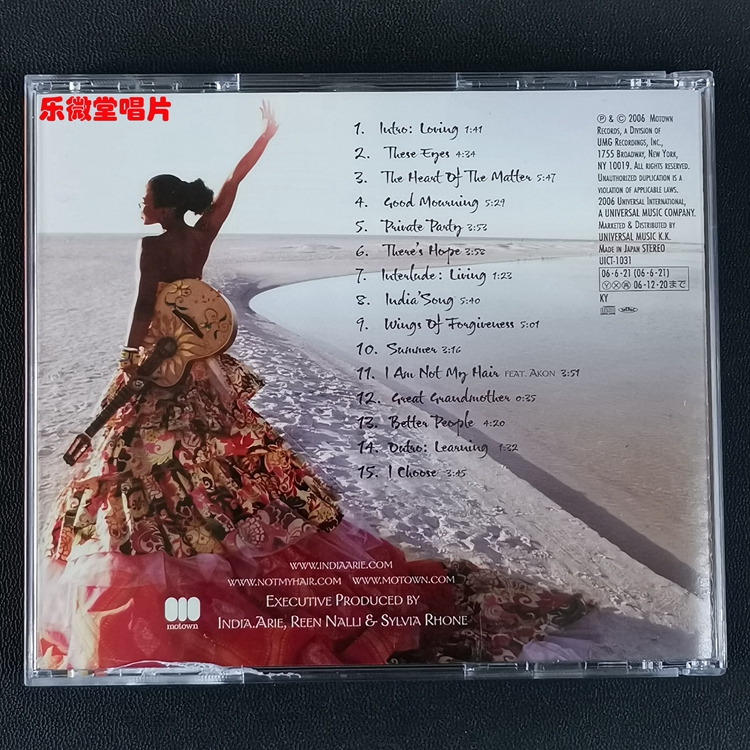 乐微堂唱片
1. Intro: Loving 1:41
2. These Eyes 4:34
3. The Heart Of The Matter 5:47
4. Good Mourning 5:29
5. Private Party 3:53
6. There's Hope 3:58
7. Interlude: Living 1:23
8. India'Song 5:40
9. Wings Of Forgiveness 5:01
10. Summer 3:16
11. I Am Not My Hair FEAT. AKON 3:51
12. Great Grandmother 0:35
13. Better People 4:20
14. Outro: Learning 1:32
15. I Choose 3:45
℗ & © 2006 MOTOWN
RECORDS, A DIVISION OF
UMG RECORDINGS, INC.,
1755 BROADWAY, NEW YORK,
NY 10019. ALL RIGHTS RESERVED.
UNAUTHORIZED DUPLICATION IS A
VIOLATION OF APPLICABLE LAWS.
2006 UNIVERSAL INTERNATIONAL,
A UNIVERSAL MUSIC COMPANY.
MARKETED & DISTRIBUTED BY
UNIVERSAL MUSIC K.K.
MADE IN JAPAN STEREO
UICT-1031
06・6・21 (06・6・21)
Ⓨ Ⓧ 再 06・12・20まで
KY
WWW.INDIAARIE.COM
WWW.NOTMYHAIR.COM WWW.MOTOWN.COM
EXECUTIVE PRODUCED BY
INDIA.ARIE, REEN NALLI & SYLVIA RHONE
motown